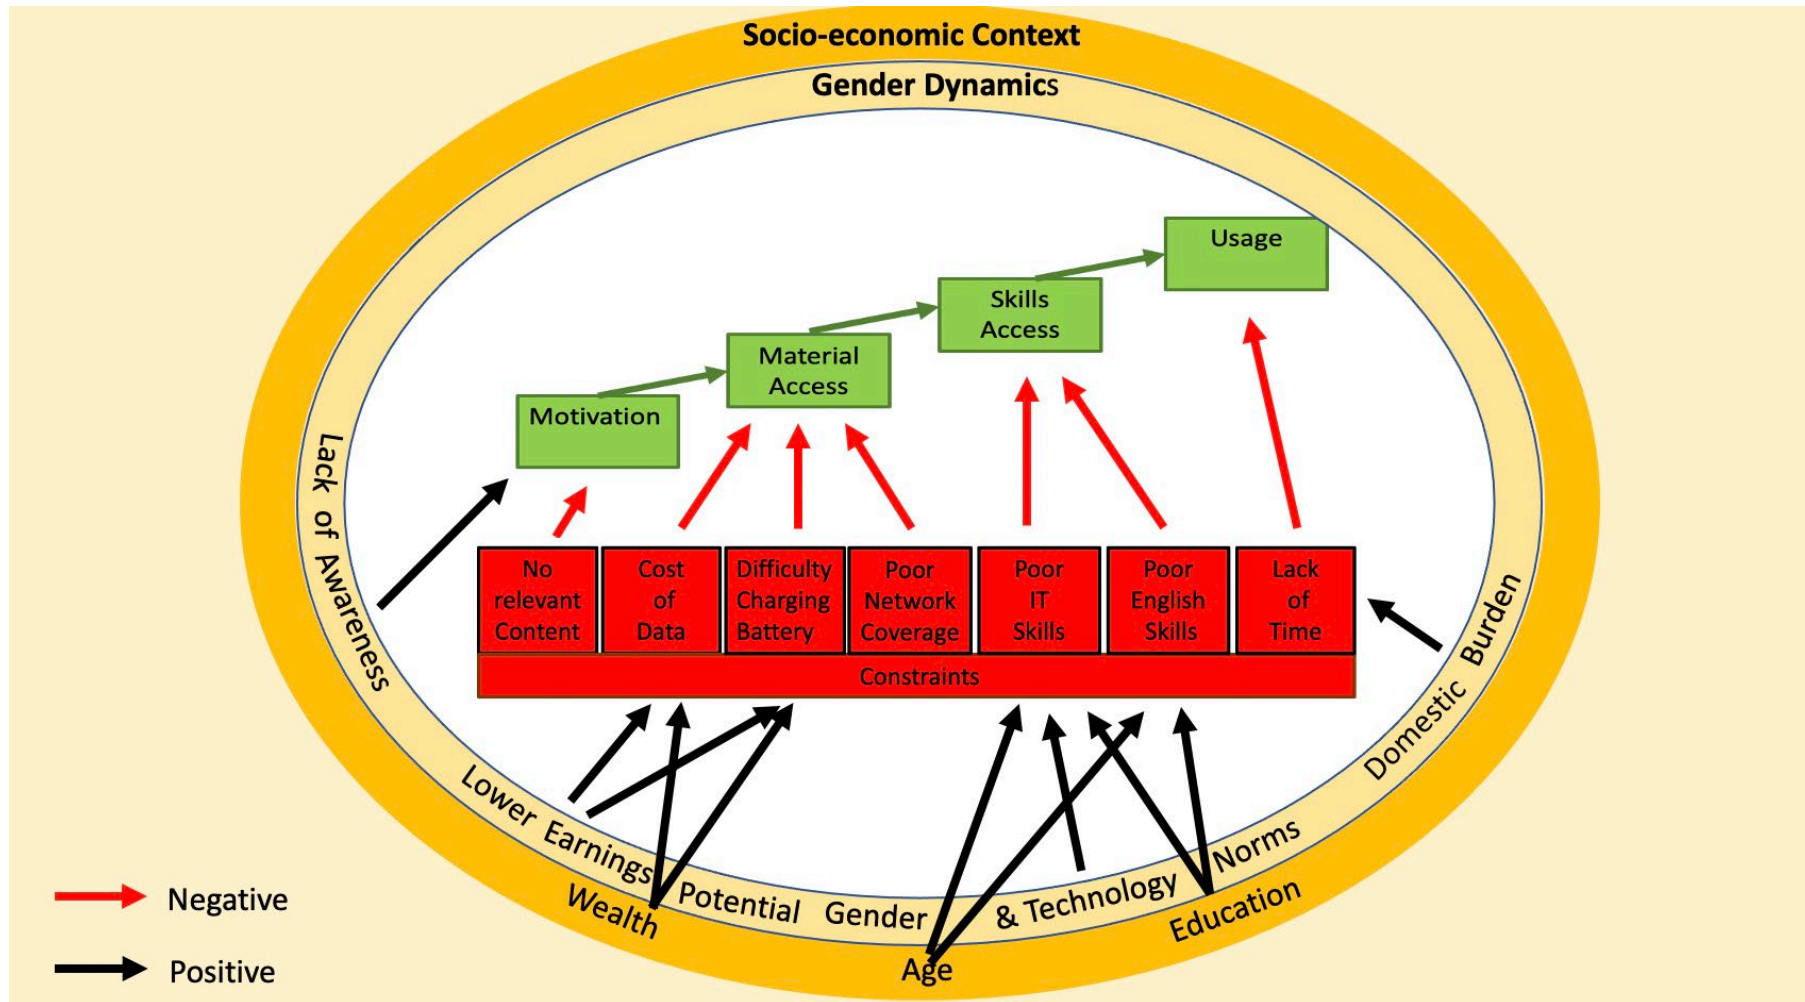 Socio-economic Context
Gender Dynamics
Usage
Skills
Access
Material
Access
Motivation
Lack of Awareness
No
relevant
Content
Cost
of
Data
Difficulty
Charging
Battery
Poor
Network
Coverage
Poor
IT
Skills
Poor
English
Skills
Lack
of
Time
Constraints
Domestic Burden
Lower Earnings Potential Gender & Technology Norms
Wealth
Age
Education
Negative
Positive